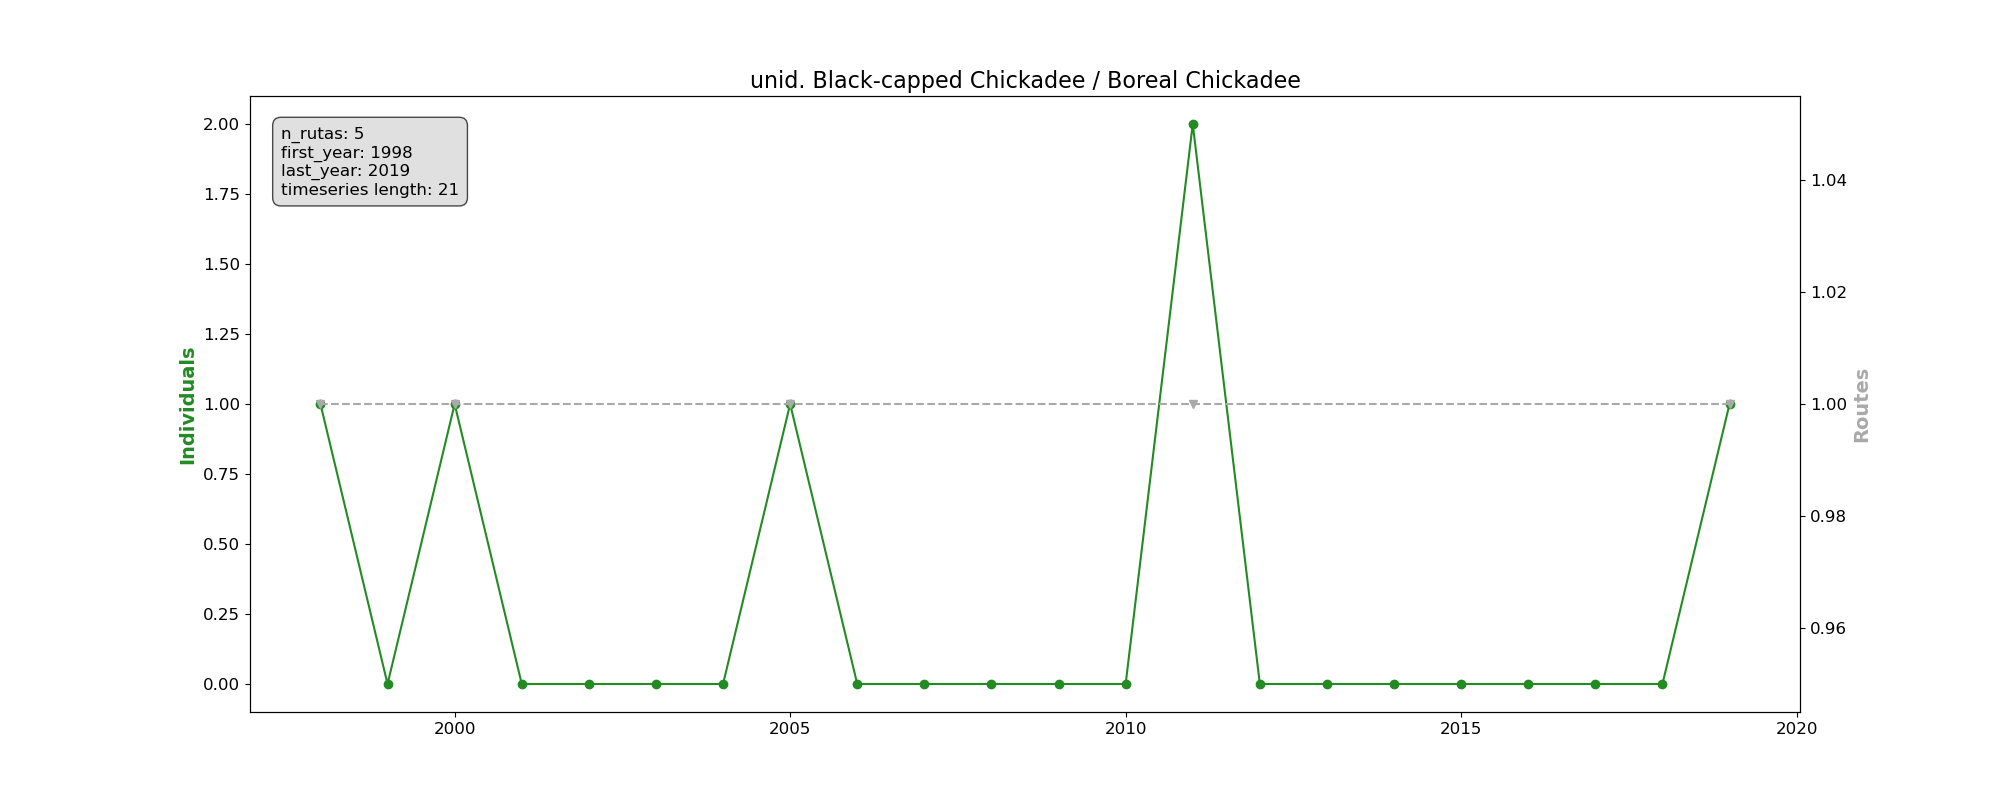 unid. Black-capped Chickadee / Boreal Chickadee
n_rutas: 5
first_year: 1998
last_year: 2019
timeseries length: 21
Individuals
2.00
1.75
1.50
1.25
1.00
0.75
0.50
0.25
0.00
1.04
1.02
1.00
0.98
0.96
Routes
2000
2005
2010
2015
2020